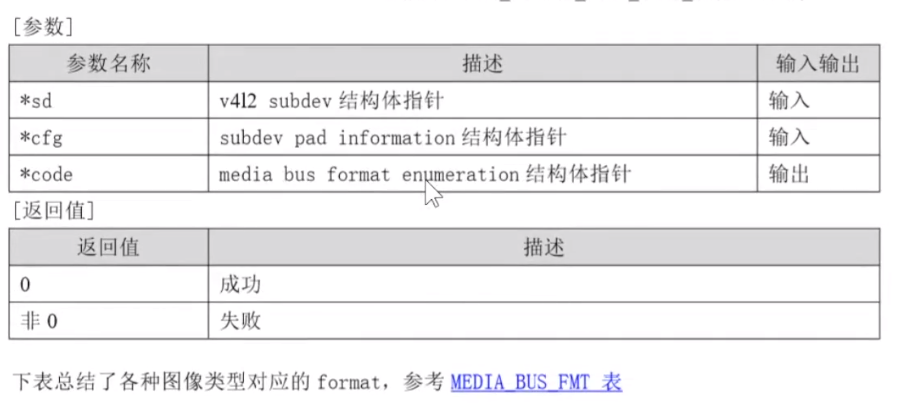 [参数]
参数名称 描述 输入输出
*sd v4l2 subdev 结构体指针 输入
*cfg subdev pad information 结构体指针 输入
*code media bus format enumeration 结构体指针 输出
[返回值]
返回值 描述
0 成功
非 0 失败
下表总结了各种图像类型对应的 format，参考 MEDIA_BUS_FMT 表